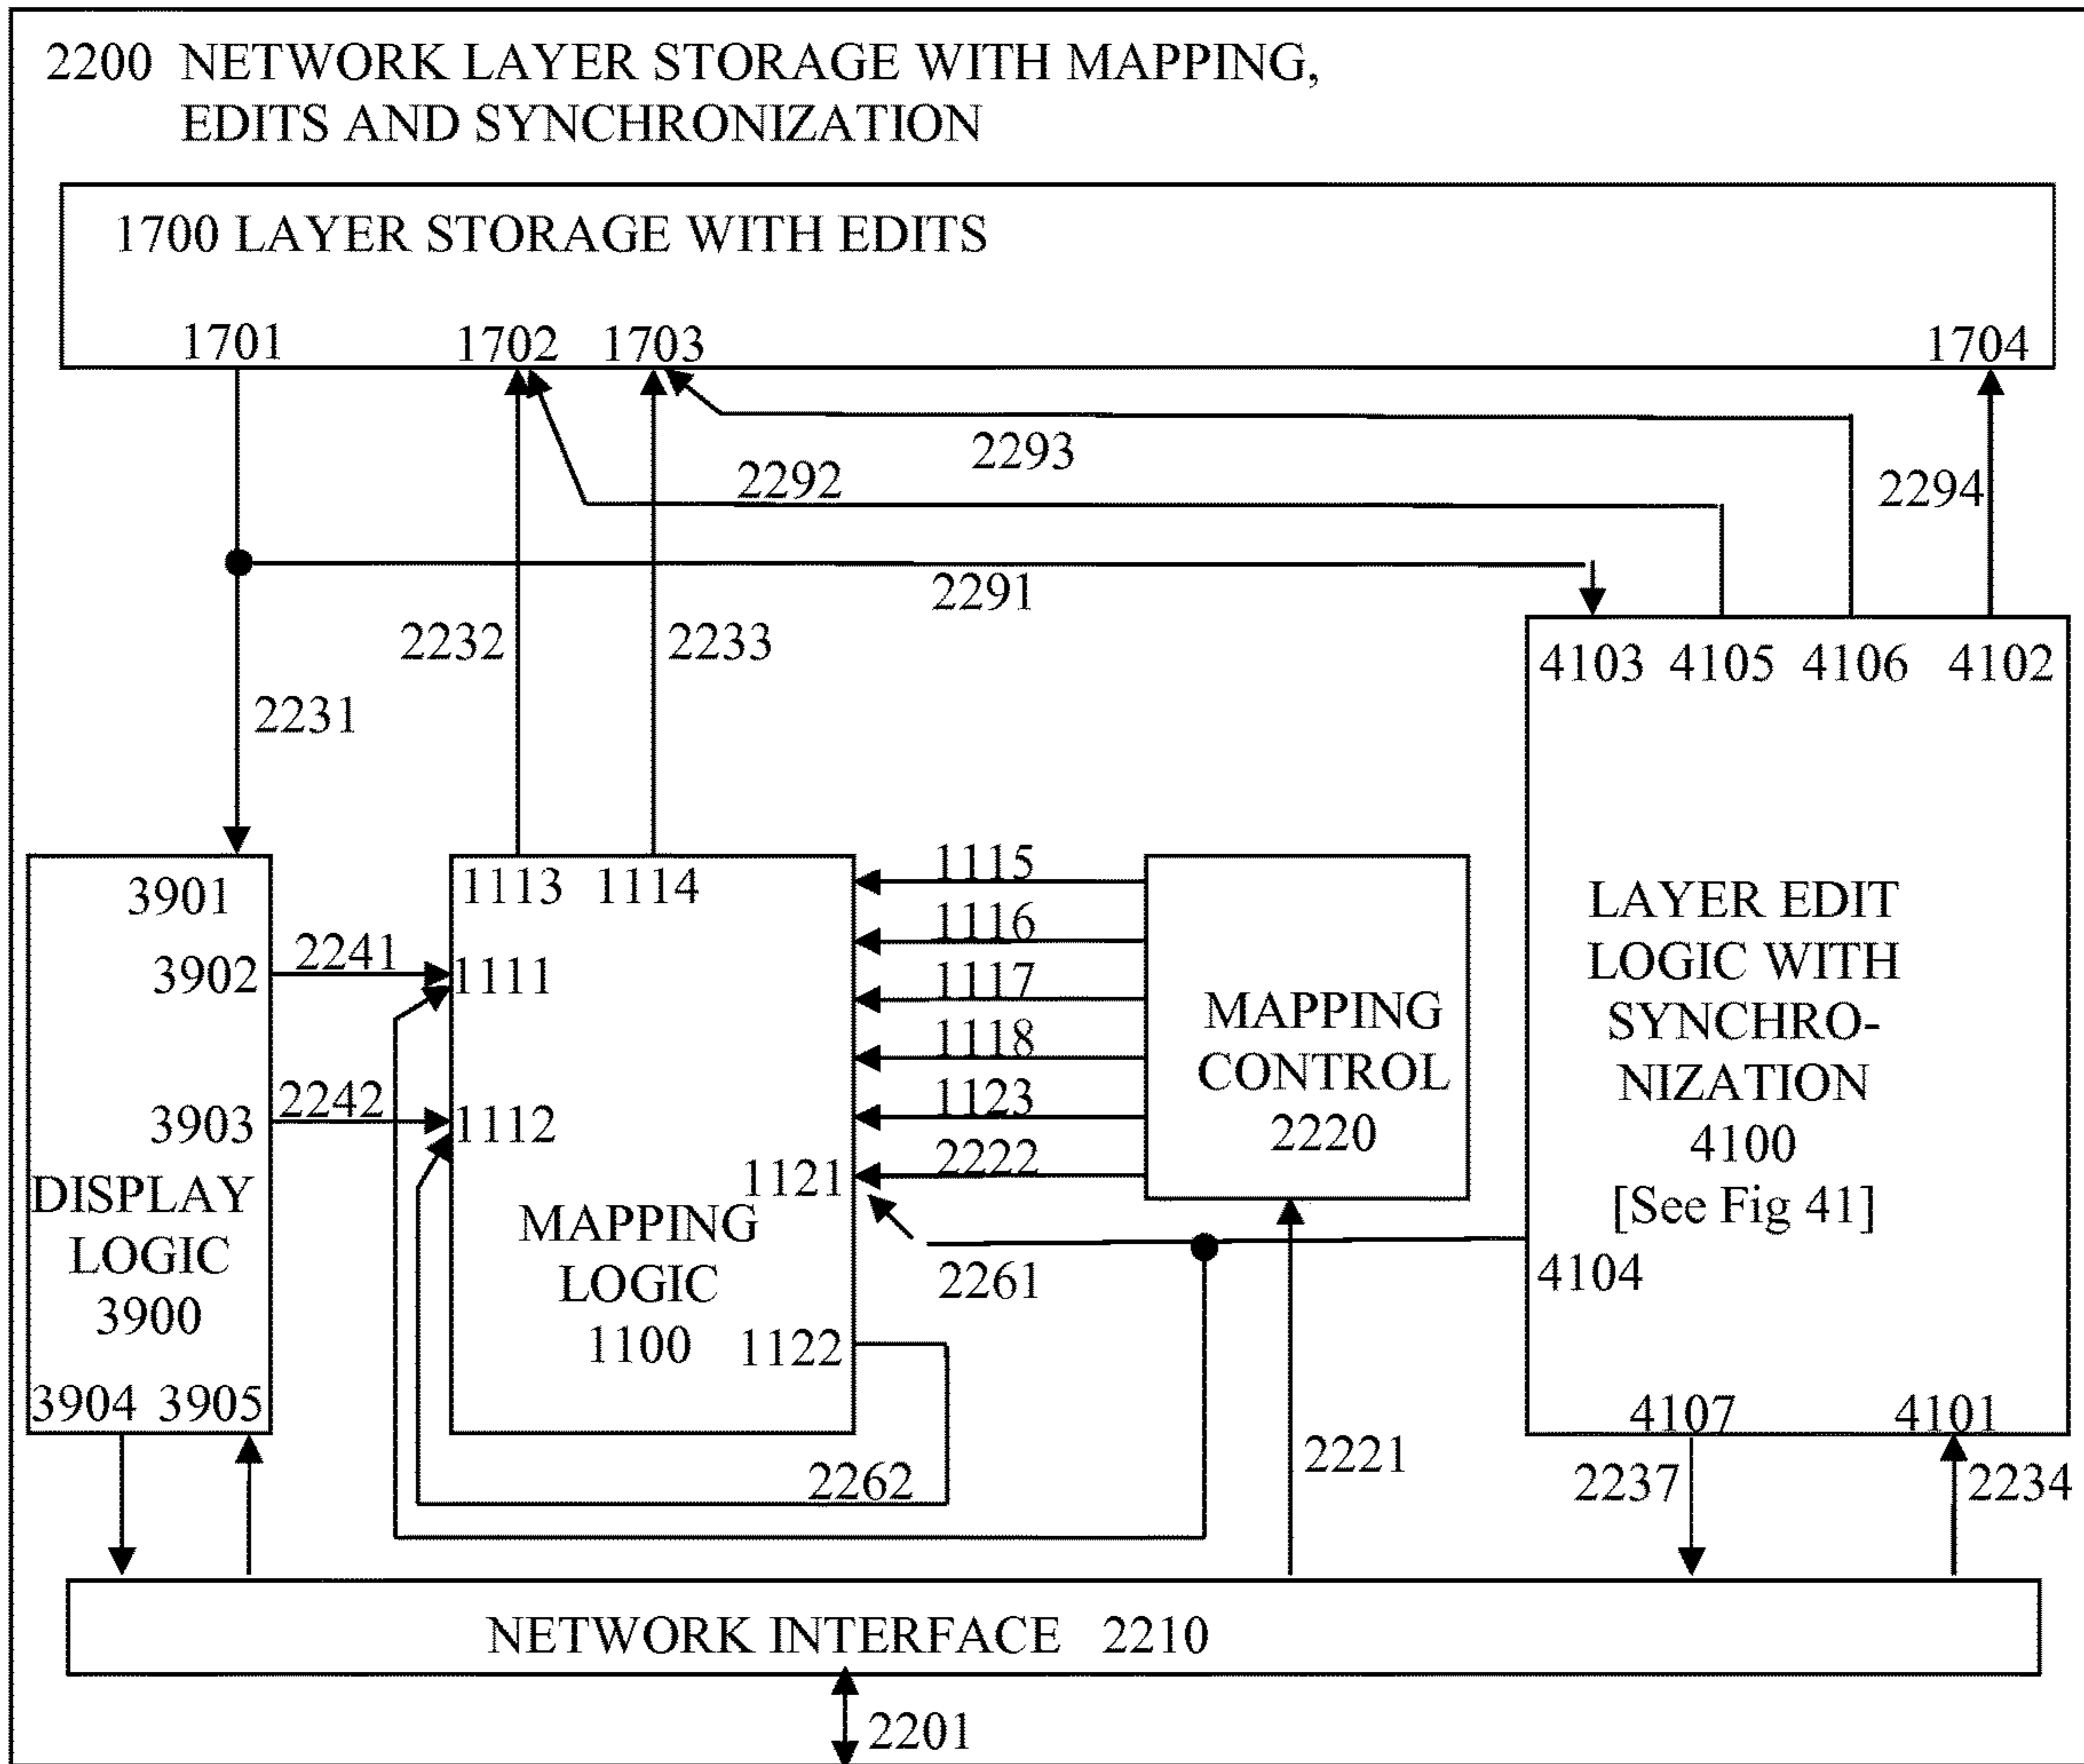 2200 NETWORK LAYER STORAGE WITH MAPPING,
EDITS AND SYNCHRONIZATION
1700 LAYER STORAGE WITH EDITS
1701 1702 1703 1704
2293
2292 2294
2291
2232 2233
4103 4105 4106 4102
2231
1115
3901 1113 1114
1116
LAYER EDIT
LOGIC WITH
SYNCHRO-
NIZATION
4100
[See Fig 41]
3902 2241 1111
1117
MAPPING
CONTROL
2220
1118
1123
3903 2242 1112
2222
1121
DISPLAY
LOGIC
3900
MAPPING
LOGIC
1100
2261
4104
1122
3904 3905
4107 4101
2262 2221 2237 2234
NETWORK INTERFACE 2210
2201